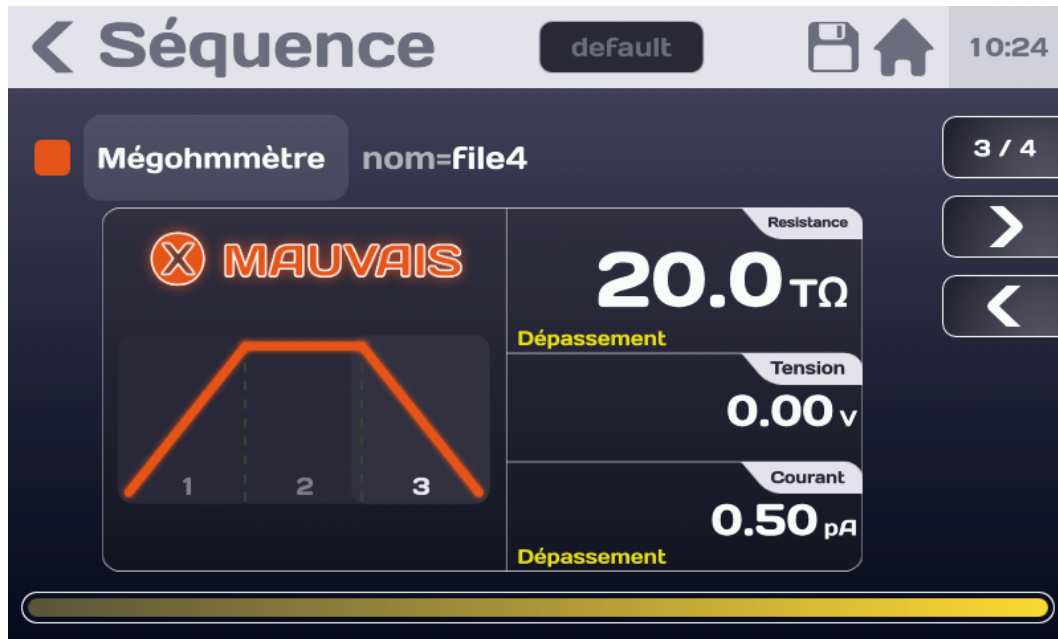 Séquence default 10:24
Mégohmmètre nom=file4 3 / 4
MAUVAIS
Resistance
20.0 TΩ
Dépassement
Tension
0.00 v
Courant
0.50 pA
Dépassement
1 2 3